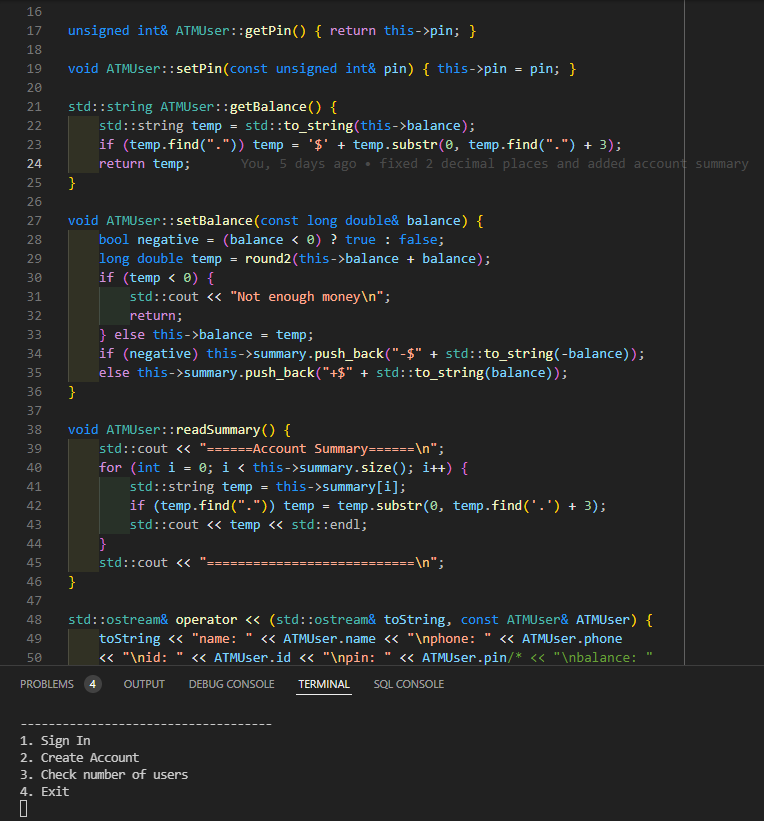 16
17 unsigned int& ATMUser::getPin() { return this->pin; }
18
19 void ATMUser::setPin(const unsigned int& pin) { this->pin = pin; }
20
21 std::string ATMUser::getBalance() {
22 std::string temp = std::to_string(this->balance);
23 if (temp.find(".")) temp = '$' + temp.substr(0, temp.find(".") + 3);
24 return temp; You, 5 days ago • fixed 2 decimal places and added account summary
25 }
26
27 void ATMUser::setBalance(const long double& balance) {
28 bool negative = (balance < 0) ? true : false;
29 long double temp = round2(this->balance + balance);
30 if (temp < 0) {
31 std::cout << "Not enough money\n";
32 return;
33 } else this->balance = temp;
34 if (negative) this->summary.push_back("-$" + std::to_string(-balance));
35 else this->summary.push_back("+$" + std::to_string(balance));
36 }
37
38 void ATMUser::readSummary() {
39 std::cout << "======Account Summary======\n";
40 for (int i = 0; i < this->summary.size(); i++) {
41 std::string temp = this->summary[i];
42 if (temp.find(".")) temp = temp.substr(0, temp.find('.') + 3);
43 std::cout << temp << std::endl;
44 }
45 std::cout << "===========================\n";
46 }
47
48 std::ostream& operator << (std::ostream& toString, const ATMUser& ATMUser) {
49 toString << "name: " << ATMUser.name << "\nphone: " << ATMUser.phone
50 << "\nid: " << ATMUser.id << "\npin: " << ATMUser.pin/* << "\nbalance: "
PROBLEMS 4 OUTPUT DEBUG CONSOLE TERMINAL SQL CONSOLE
------------------------------------
1. Sign In
2. Create Account
3. Check number of users
4. Exit